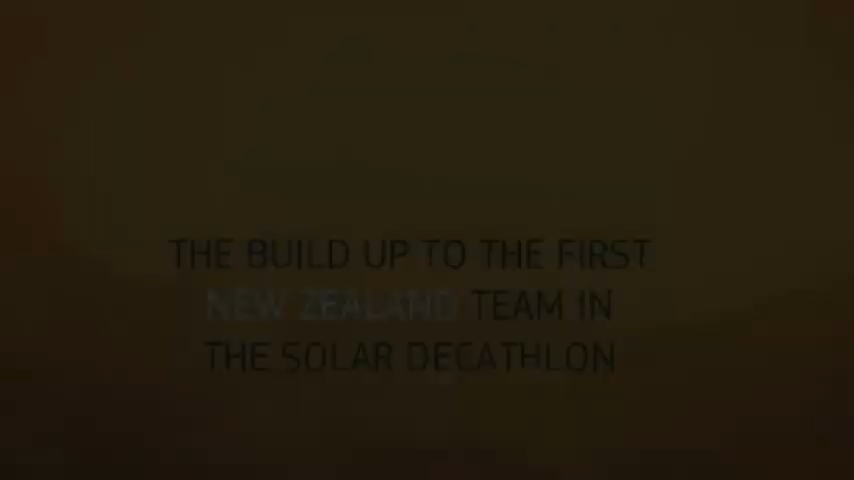 THE BUILD UP TO THE FIRST
NEW ZEALAND TEAM IN
THE SOLAR DECATHLON